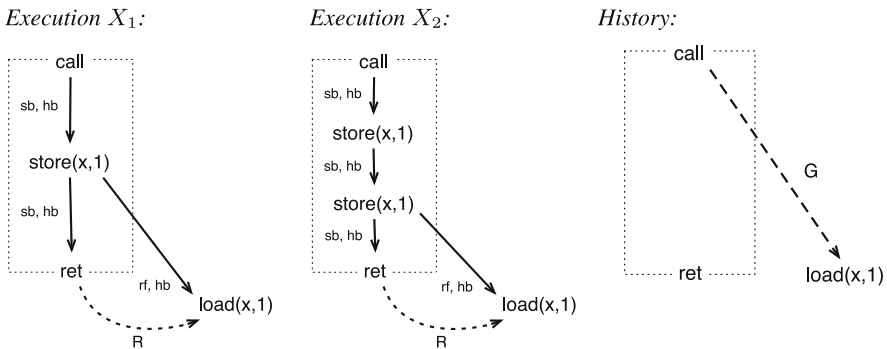 Execution X1:
call
sb, hb
store(x,1)
sb, hb
ret
rf, hb
load(x,1)
R
Execution X2:
call
sb, hb
store(x,1)
sb, hb
store(x,1)
sb, hb
ret
rf, hb
load(x,1)
R
History:
call
G
ret
load(x,1)